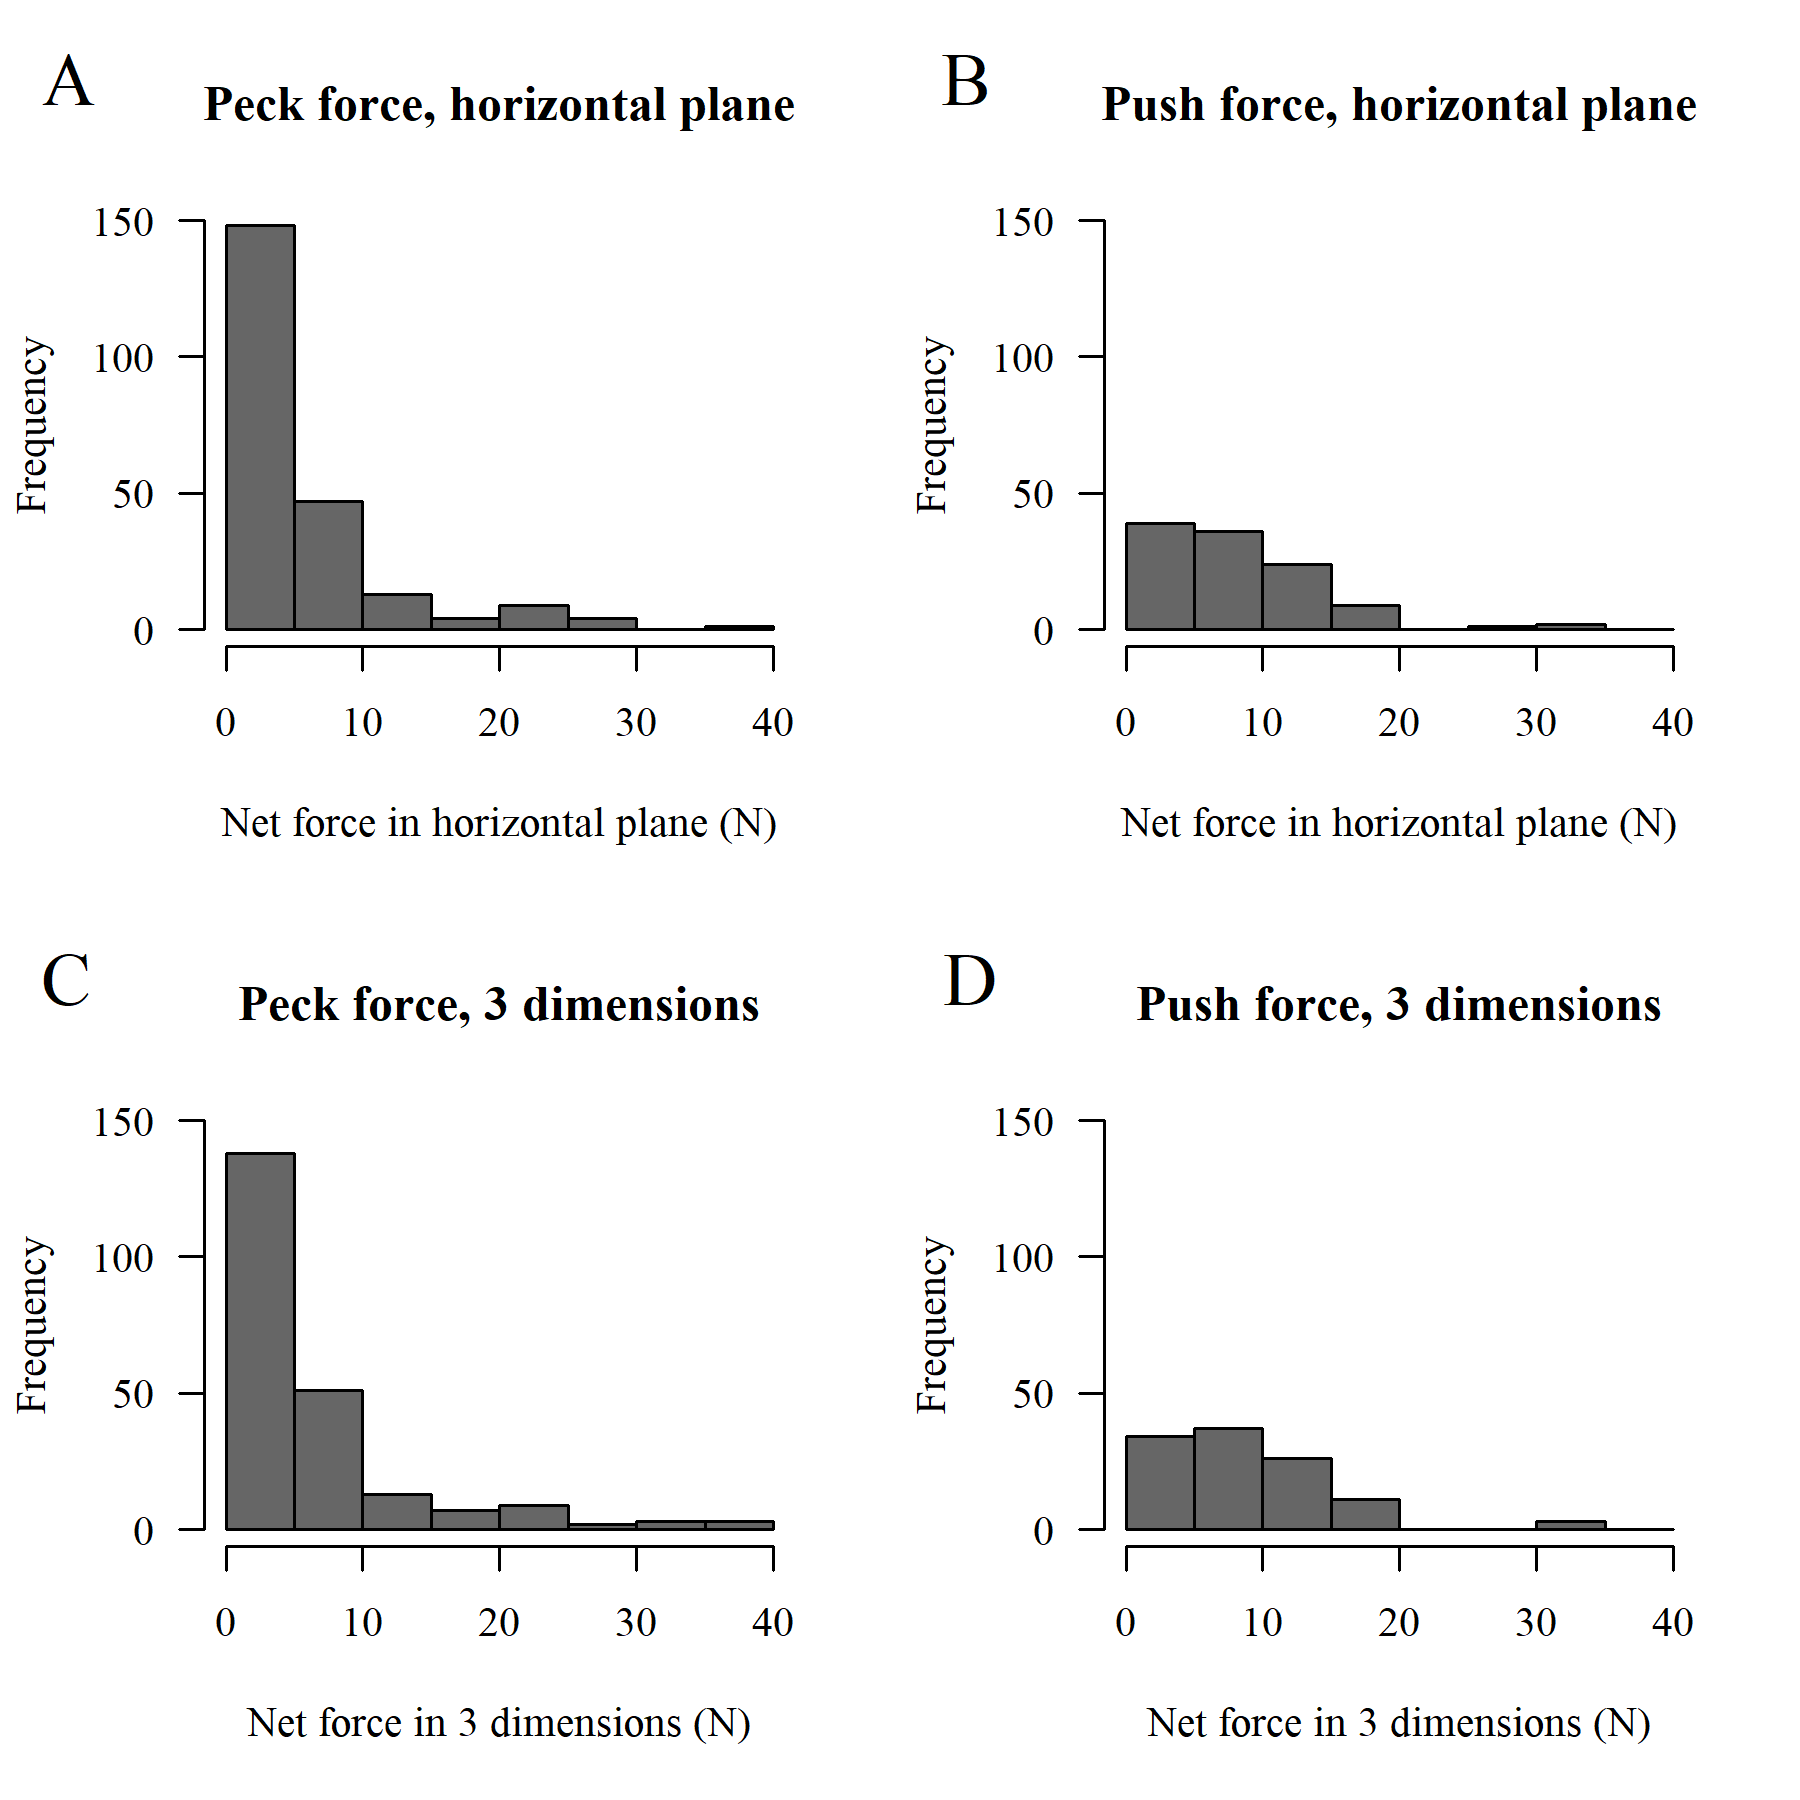 A
Peck force, horizontal plane
150
100
50
0
Frequency
0 10 20 30 40
Net force in horizontal plane (N)
B
Push force, horizontal plane
150
100
50
0
Frequency
0 10 20 30 40
Net force in horizontal plane (N)
C
Peck force, 3 dimensions
150
100
50
0
Frequency
0 10 20 30 40
Net force in 3 dimensions (N)
D
Push force, 3 dimensions
150
100
50
0
Frequency
0 10 20 30 40
Net force in 3 dimensions (N)